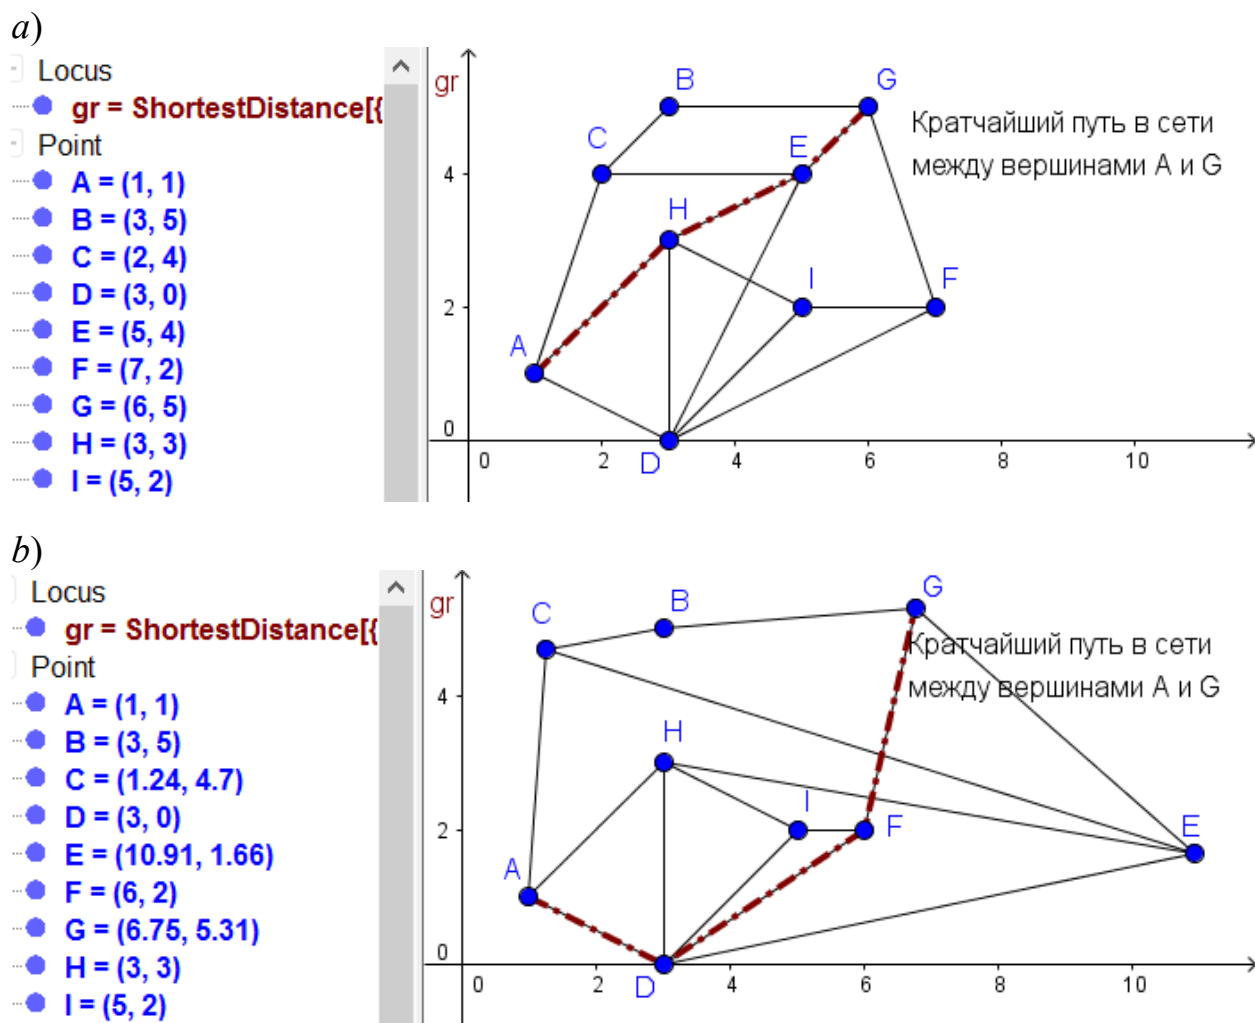 a)
Locus
gr = ShortestDistance[{
Point
A = (1, 1)
B = (3, 5)
C = (2, 4)
D = (3, 0)
E = (5, 4)
F = (7, 2)
G = (6, 5)
H = (3, 3)
I = (5, 2)
gr
B
G
Кратчайший путь в сети
между вершинами A и G
C
E
4
H
I
F
2
A
0
D
0 2 4 6 8 10
b)
Locus
gr = ShortestDistance[{
Point
A = (1, 1)
B = (3, 5)
C = (1.24, 4.7)
D = (3, 0)
E = (10.91, 1.66)
F = (6, 2)
G = (6.75, 5.31)
H = (3, 3)
I = (5, 2)
gr
C
B
G
Кратчайший путь в сети
между вершинами A и G
4
H
I
F
E
2
A
0
D
0 2 4 6 8 10